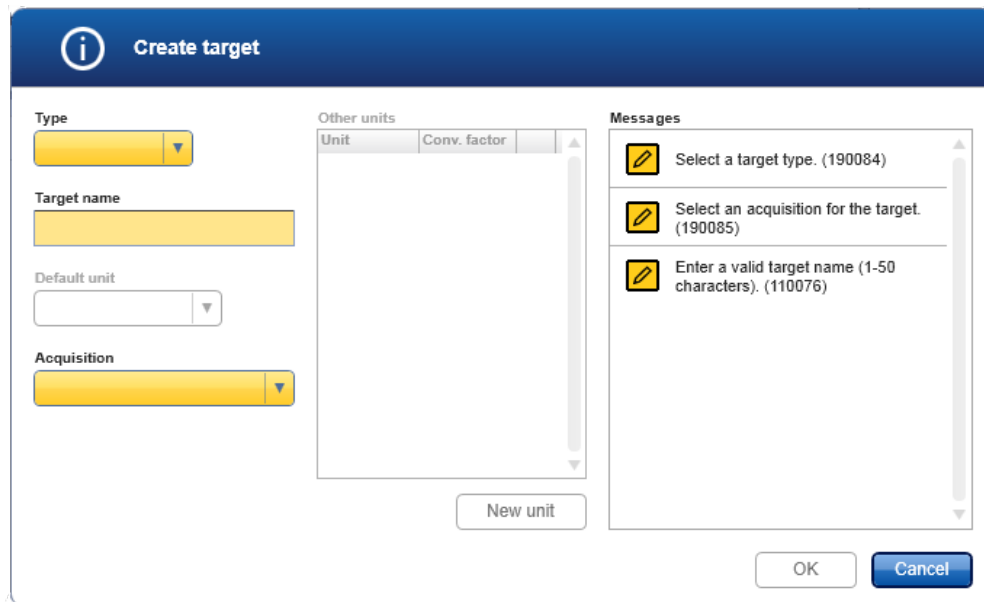 Create target
Type
Target name
Default unit
Acquisition
Other units
Unit Conv. factor
New unit
Messages
Select a target type. (190084)
Select an acquisition for the target.
(190085)
Enter a valid target name (1-50
characters). (110076)
OK Cancel